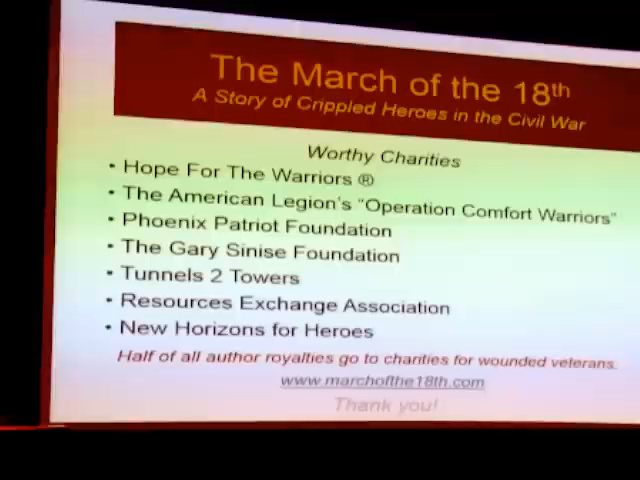 The March of the 18th
A Story of Crippled Heroes in the Civil War
Worthy Charities
• Hope For The Warriors ®
• The American Legion's "Operation Comfort Warriors"
• Phoenix Patriot Foundation
• The Gary Sinise Foundation
• Tunnels 2 Towers
• Resources Exchange Association
• New Horizons for Heroes
Half of all author royalties go to charities for wounded veterans.
www.marchofthe18th.com
Thank you!